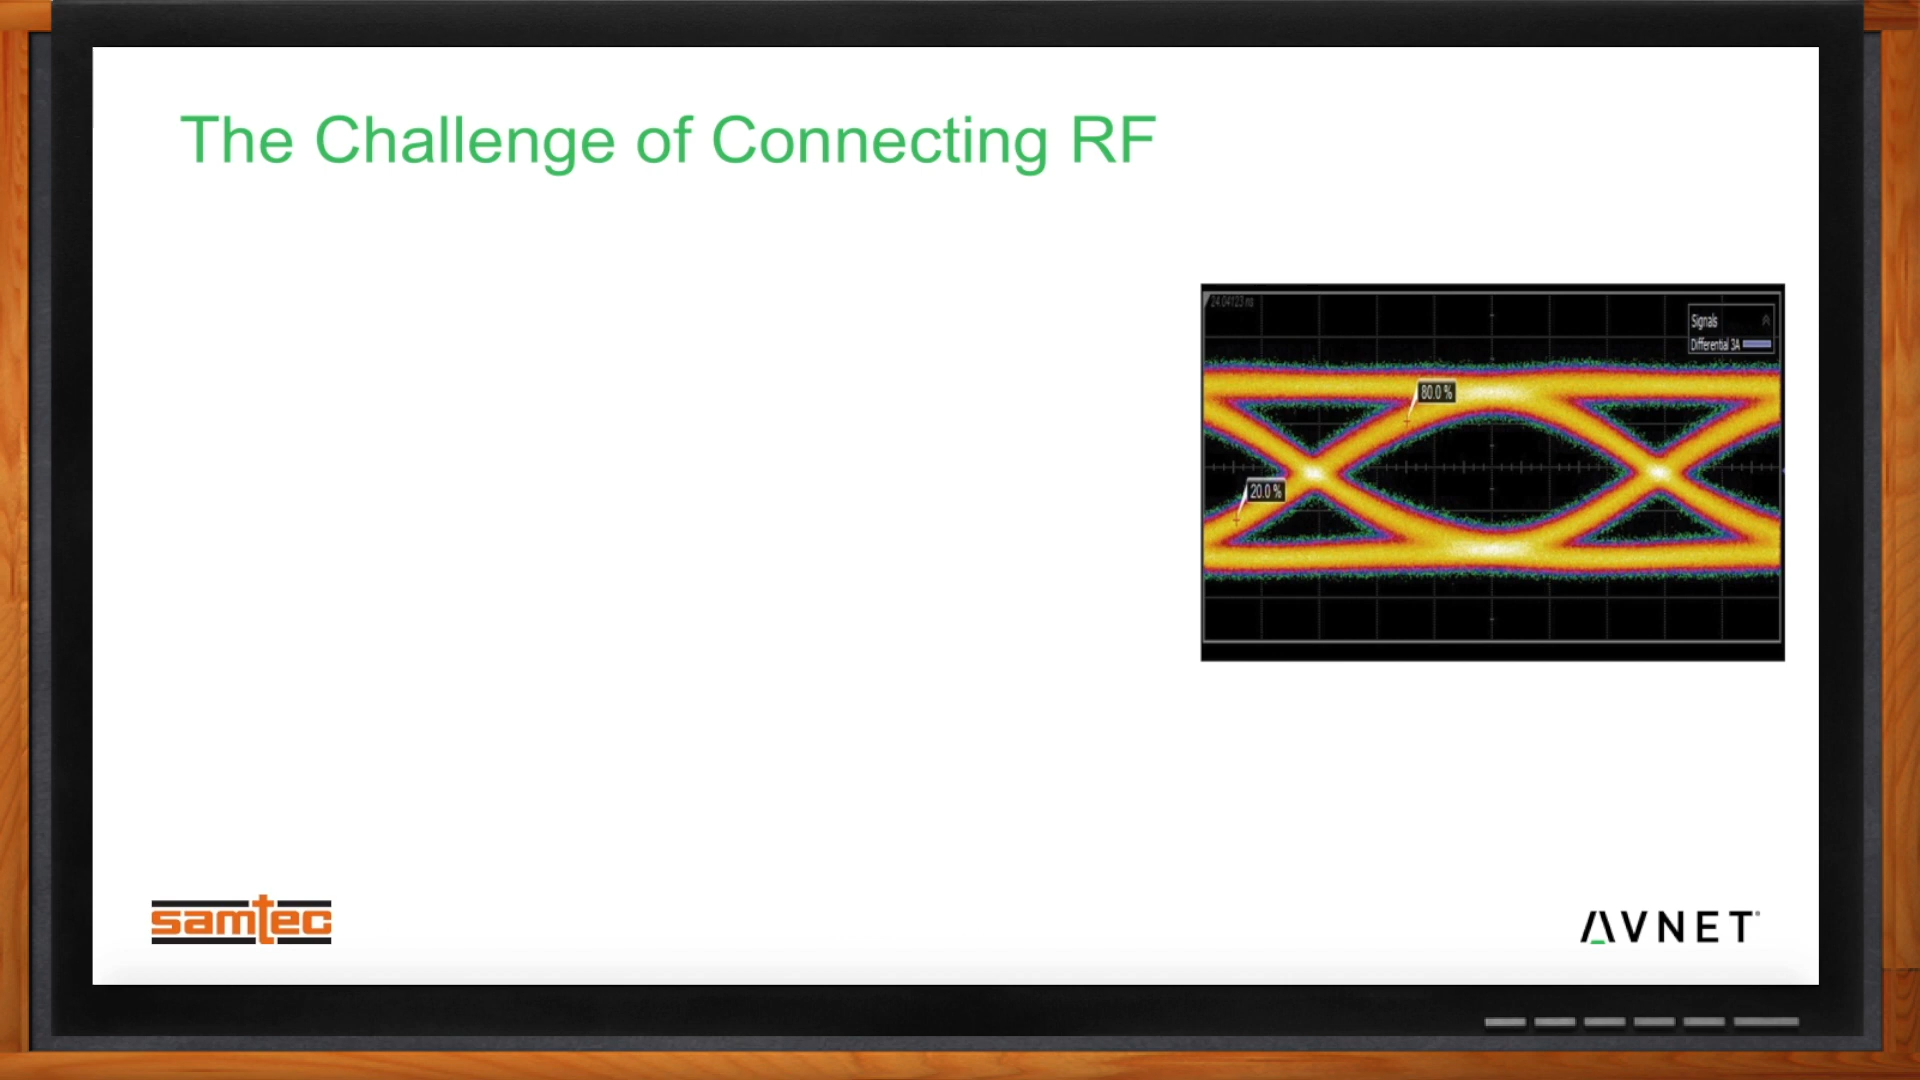 The Challenge of Connecting RF
24.04123 ns
Signals
Differential 3A
80.0 %
20.0 %
samtec
AVNET